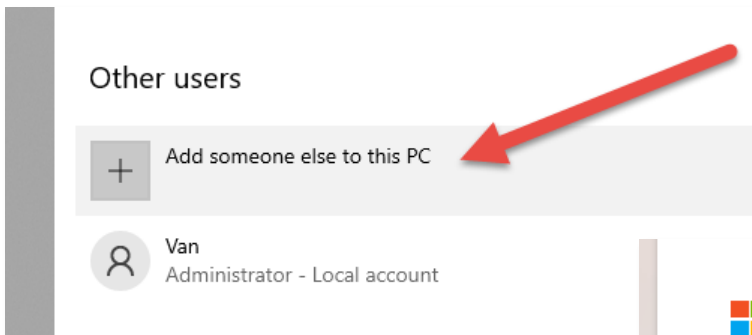 Other users
Add someone else to this PC
Van
Administrator - Local account